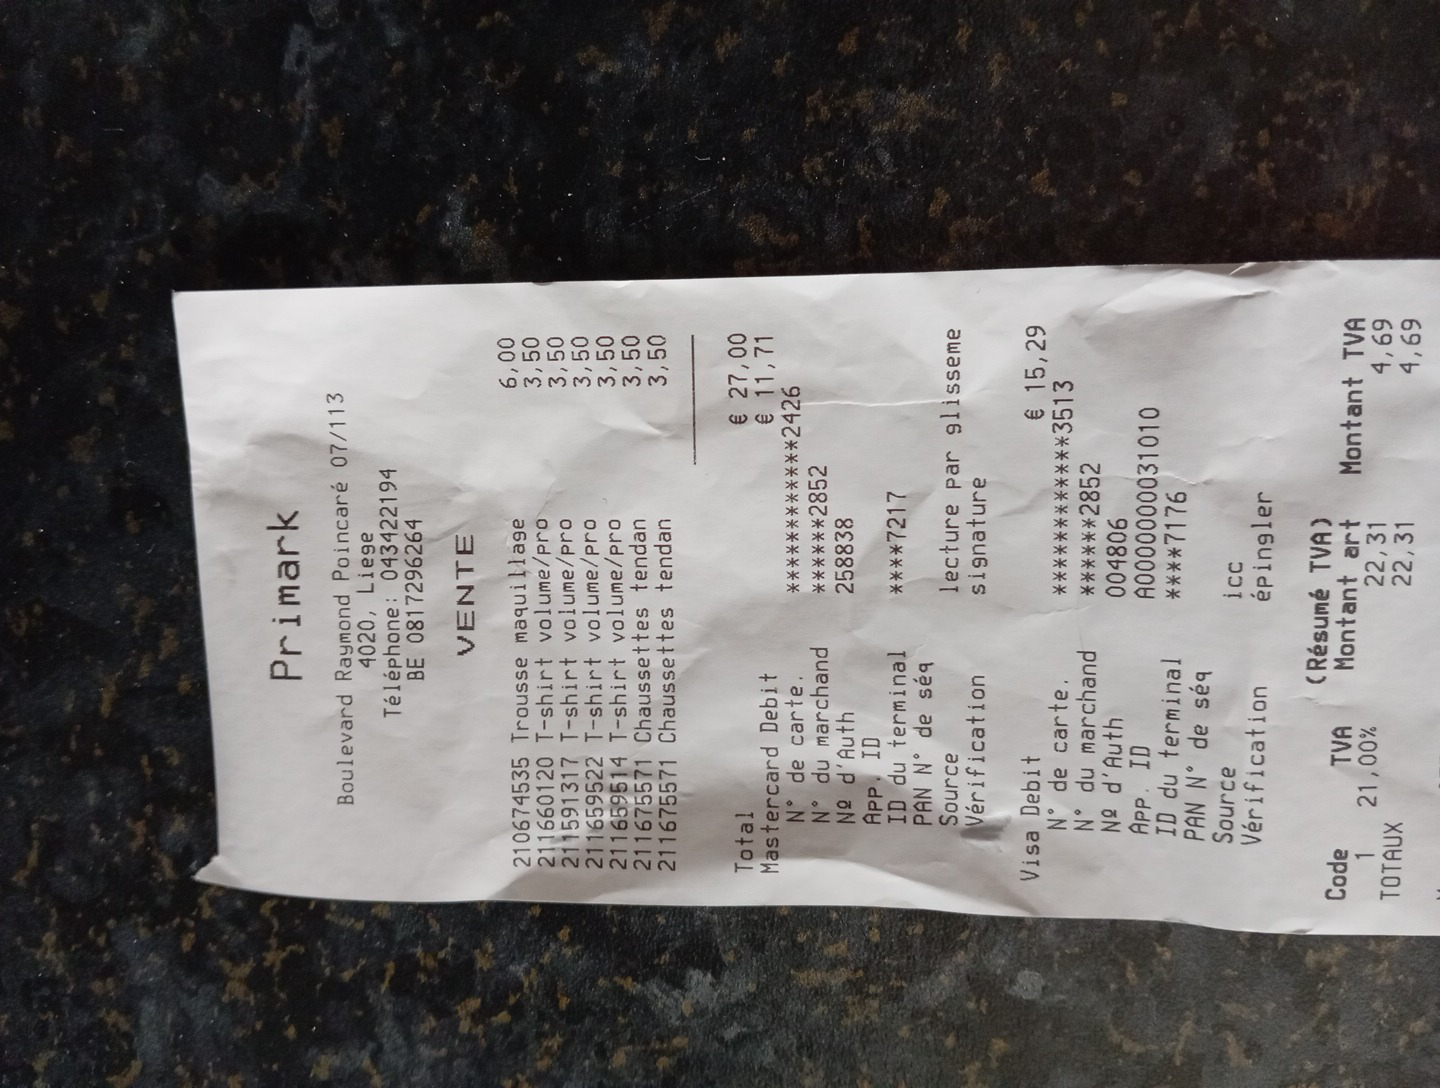 Primark
Boulevard Raymond Poincaré 07/113
4020, Liege
Téléphone: 043422194
BE 0817296264
VENTE
210674535 Trousse maquillage 6,00
211660120 T-shirt volume/pro 3,50
211591317 T-shirt volume/pro 3,50
211659522 T-shirt volume/pro 3,50
211659514 T-shirt volume/pro 3,50
211675571 Chaussettes tendan 3,50
211675571 Chaussettes tendan 3,50
Total € 27,00
Mastercard Debit € 11,71
N° de carte. ************2426
N° du marchand ******2852
Nº d'Auth 258838
App. ID
ID du terminal ****7217
PAN N° de séq
Source lecture par glisseme
Vérification signature
Visa Debit € 15,29
N° de carte. ************3513
N° du marchand ******2852
Nº d'Auth 004806
App. ID A0000000031010
ID du terminal ****7176
PAN N° de séq
Source icc
Vérification épingler
(Résumé TVA)
Code TVA Montant art Montant TVA
1 21,00% 22,31 4,69
TOTAUX 22,31 4,69